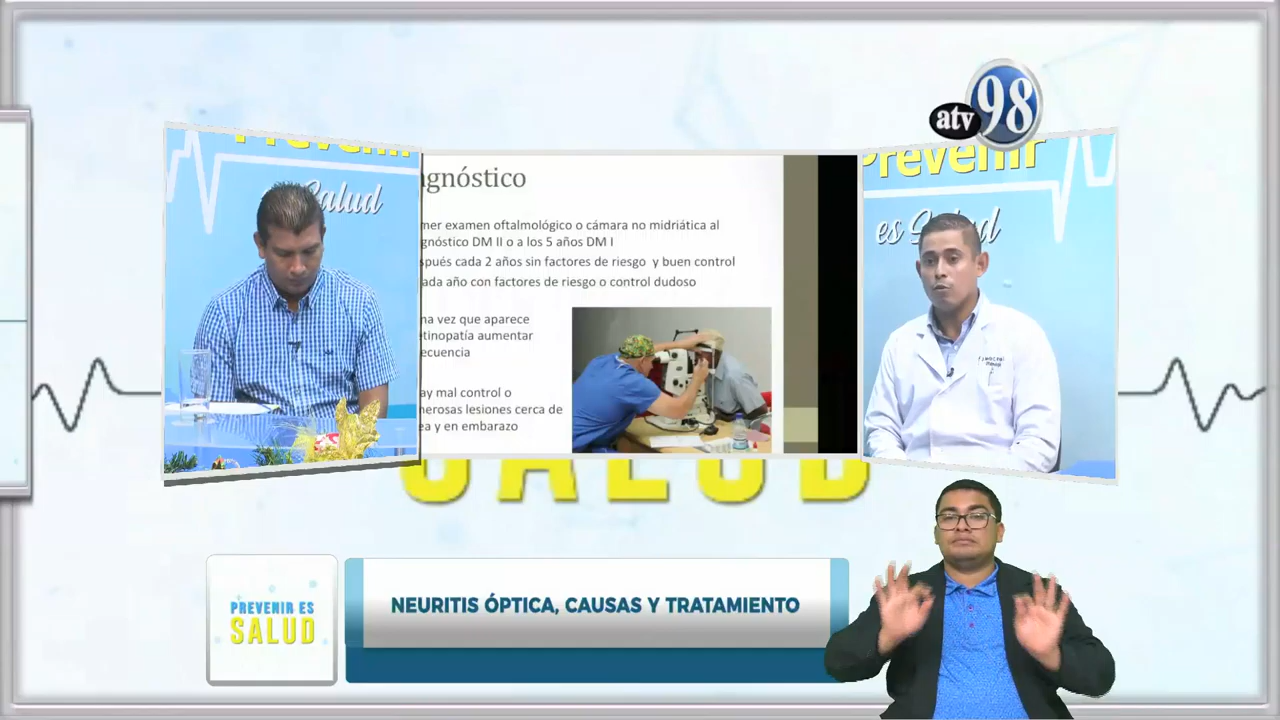 atv 98
Prevenir
es Salud
Prevenir
es Salud
agnóstico
mer examen oftalmológico o cámara no midriática al
gnóstico DM II o a los 5 años DM I
spués cada 2 años sin factores de riesgo y buen control
ada año con factores de riesgo o control dudoso
na vez que aparece
etinopatía aumentar
ecuencia
ay mal control o
merosas lesiones cerca de
ea y en embarazo
SALUD
PREVENIR ES
SALUD
NEURITIS ÓPTICA, CAUSAS Y TRATAMIENTO